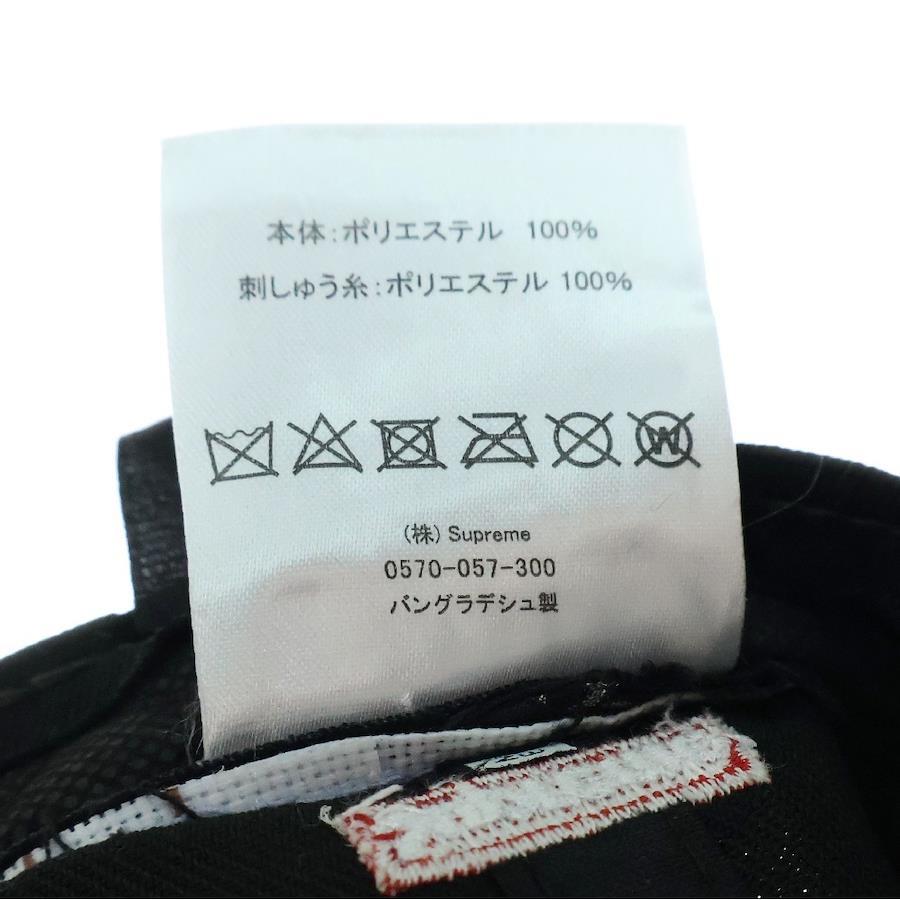 本体:ポリエステル 100%
刺しゅう糸:ポリエステル 100%
W
(株) Supreme
0570-057-300
バングラデシュ製